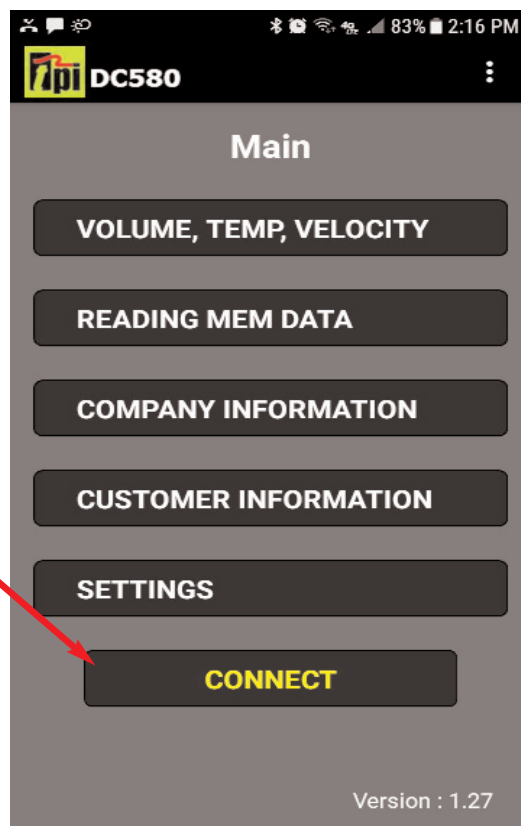 83% 2:16 PM
tpi DC580
Main
VOLUME, TEMP, VELOCITY
READING MEM DATA
COMPANY INFORMATION
CUSTOMER INFORMATION
SETTINGS
CONNECT
Version : 1.27